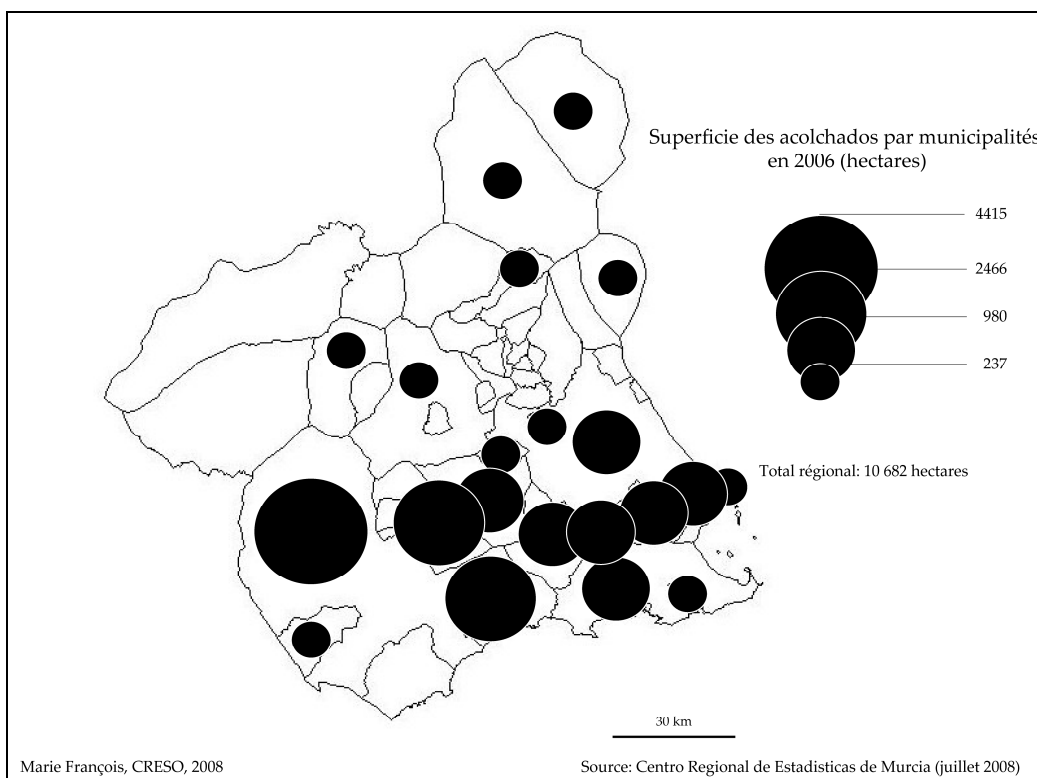 Superficie des acolchados par municipalités
en 2006 (hectares)
4415
2466
980
237
Total régional: 10 682 hectares
30 km
Marie François, CRESO, 2008
Source: Centro Regional de Estadisticas de Murcia (juillet 2008)